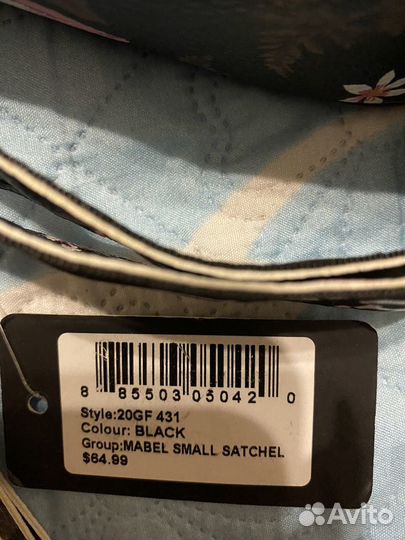 8 85503 05042 0
Style:20GF 431
Colour: BLACK
Group:MABEL SMALL SATCHEL
$64.99
Avito